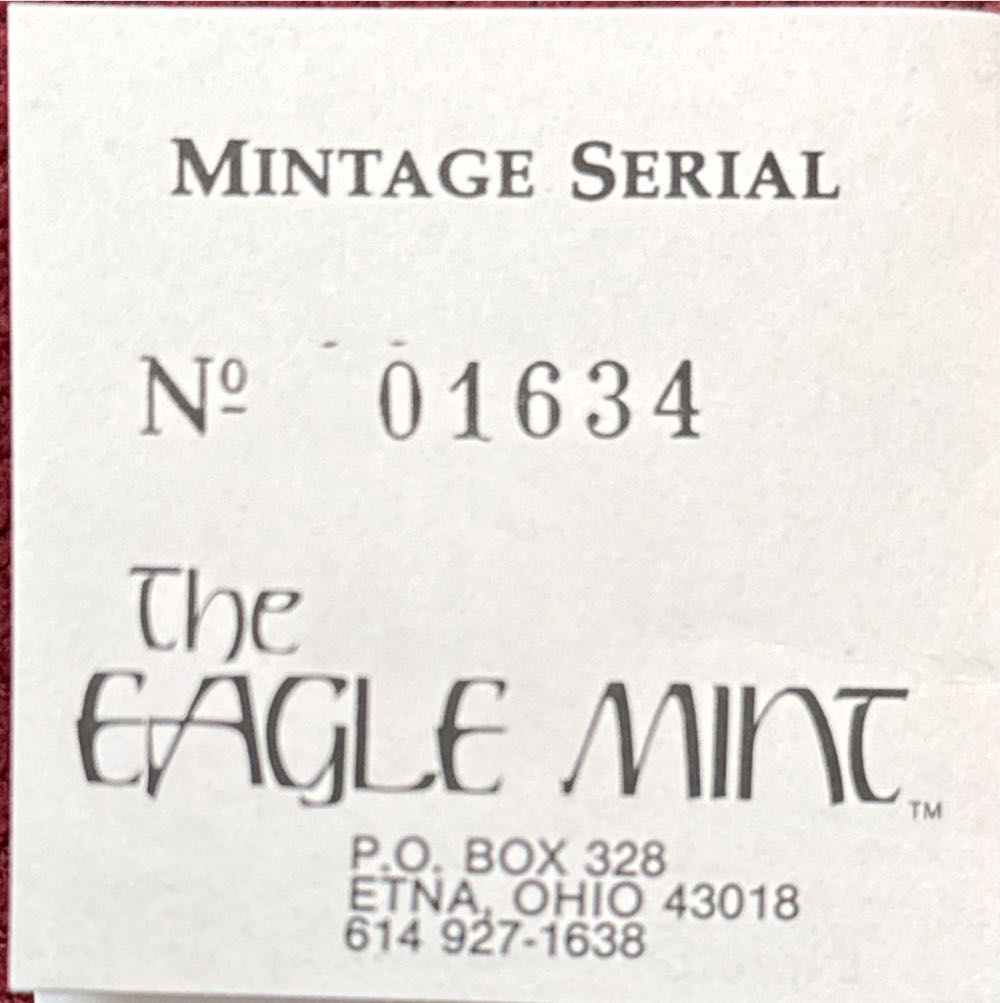 MINTAGE SERIAL
Nº 01634
The
EAGLE MINT™
P.O. BOX 328
ETNA, OHIO 43018
614 927-1638